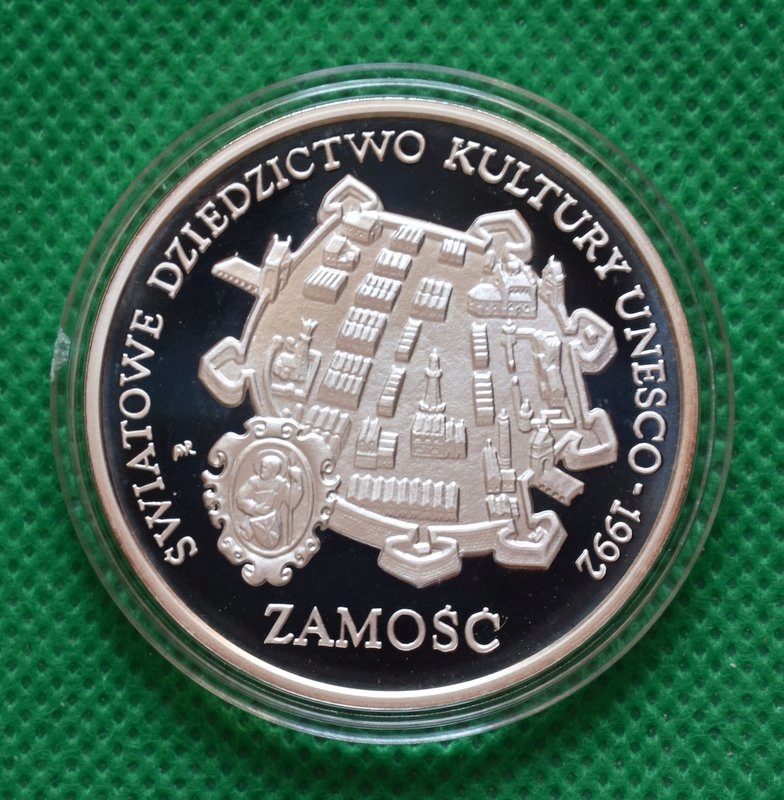 ŚWIATOWE DZIEDZICTWO KULTURY UNESCO - 1992
ZAMOŚĆ